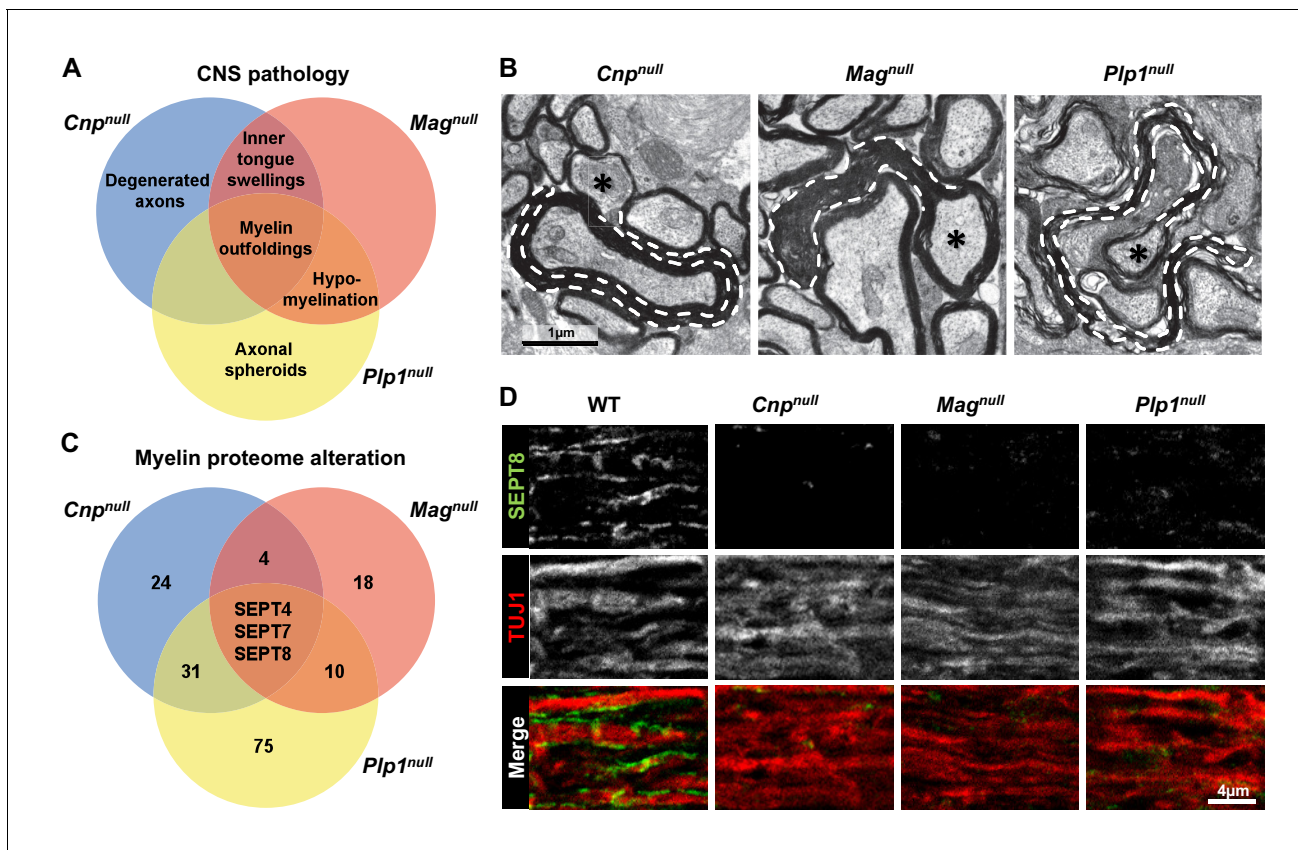 A
CNS pathology
Cnp^null
Mag^null
Inner
tongue
swellings
Degenerated
axons
Myelin
outfoldings
Hypo-
myelination
Axonal
spheroids
Plp1^null
B
Cnp^null
Mag^null
Plp1^null
*
*
*
1µm
C
Myelin proteome alteration
Cnp^null
Mag^null
4
24
18
SEPT4
SEPT7
SEPT8
31
10
75
Plp1^null
D
WT
Cnp^null
Mag^null
Plp1^null
SEPT8
TUJ1
Merge
4µm